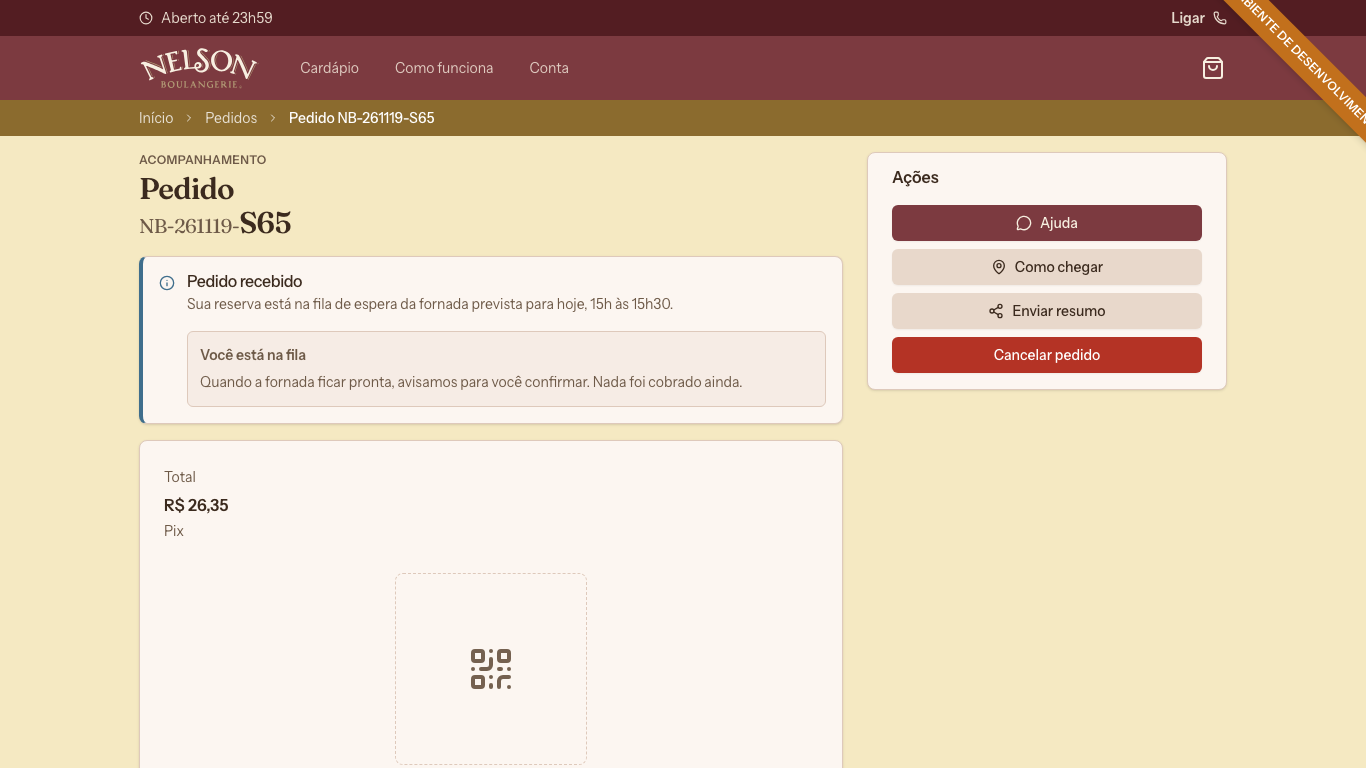 Aberto até 23h59
Ligar
NELSON
BOULANGERIE
Cardápio
Como funciona
Conta
Início
Pedidos
Pedido NB-261119-S65
ACOMPANHAMENTO
Pedido
NB-261119-S65
Pedido recebido
Sua reserva está na fila de espera da fornada prevista para hoje, 15h às 15h30.
Você está na fila
Quando a fornada ficar pronta, avisamos para você confirmar. Nada foi cobrado ainda.
Total
R$ 26,35
Pix
Ações
Ajuda
Como chegar
Enviar resumo
Cancelar pedido
DE